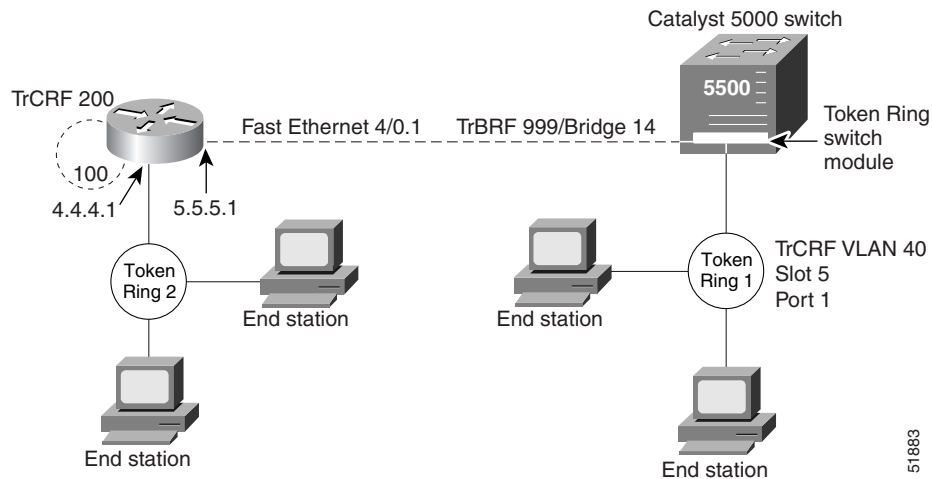 Catalyst 5000 switch
TrCRF 200
5500
Fast Ethernet 4/0.1
TrBRF 999/Bridge 14
Token Ring
switch
module
100
4.4.4.1
5.5.5.1
Token
Ring 2
End station
End station
Token
Ring 1
TrCRF VLAN 40
Slot 5
Port 1
End station
End station
51883